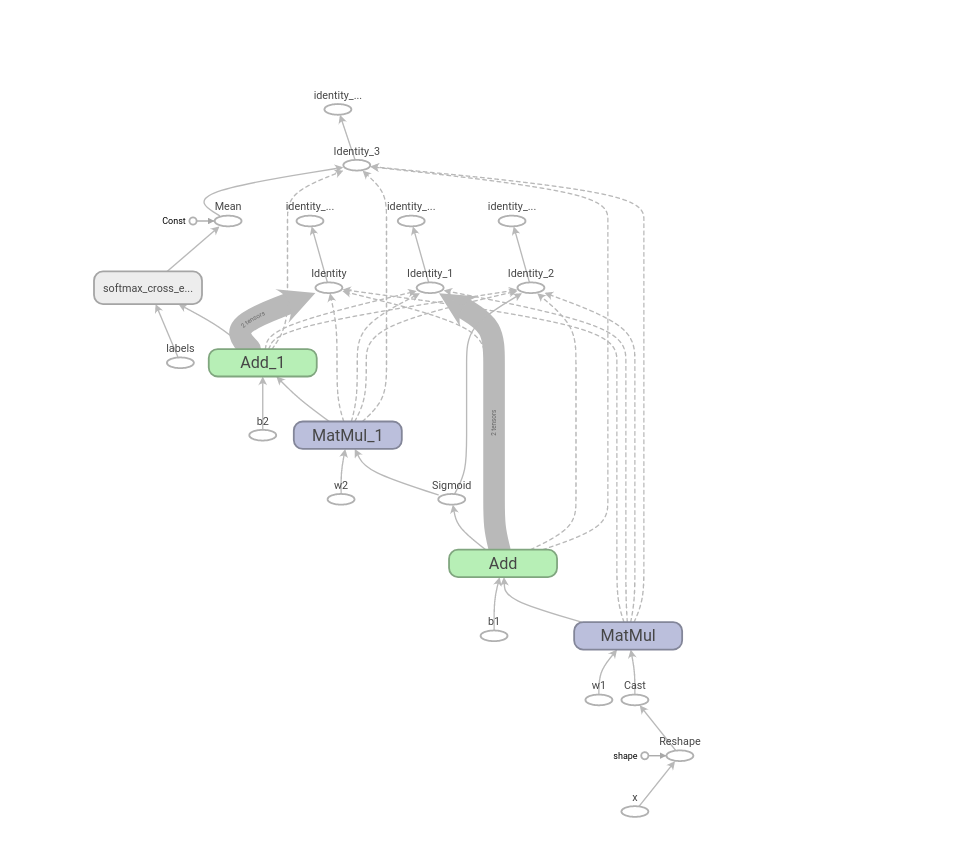 identity_...
Identity_3
Mean
identity_...
identity_...
identity_...
Const
Identity
Identity_1
Identity_2
softmax_cross_e...
2 tensors
labels
Add_1
b2
MatMul_1
2 tensors
w2
Sigmoid
Add
b1
MatMul
w1
Cast
Reshape
shape
x